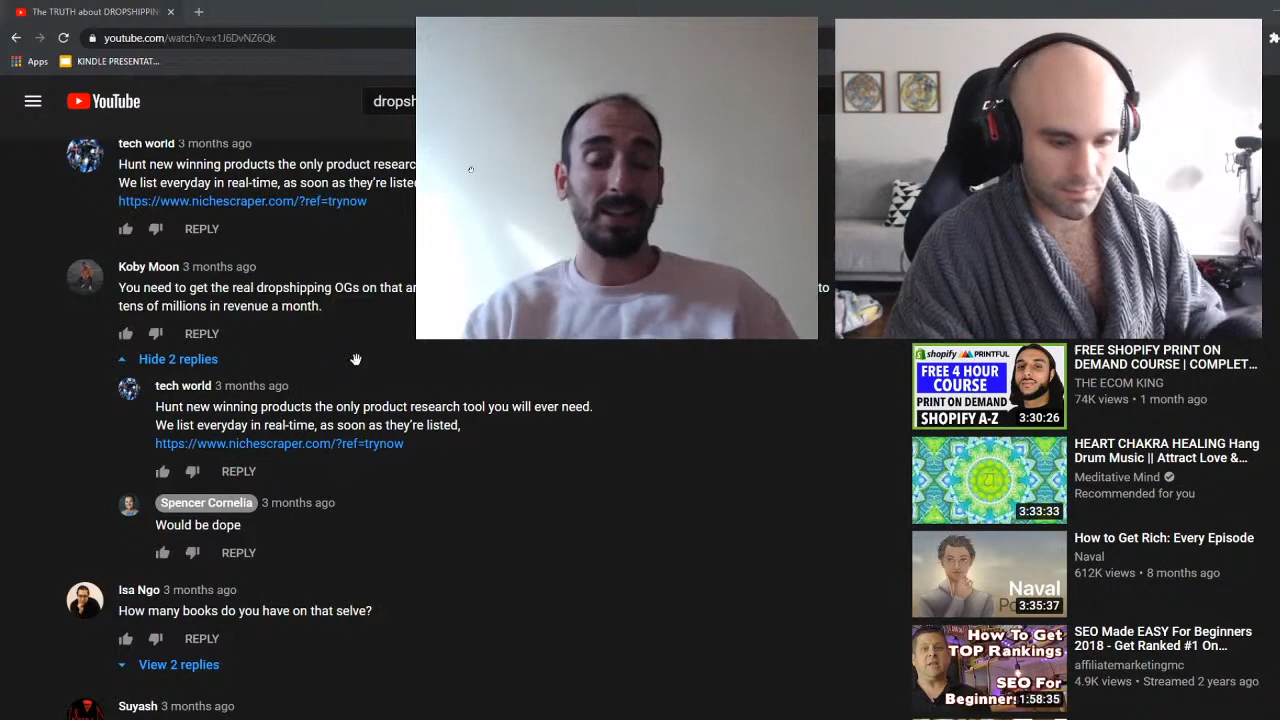 The TRUTH about DROPSHIPPIN
youtube.com/watch?v=x1J6DvNZ6Qk
Apps
KINDLE PRESENTAT...
YouTube
dropsh
tech world 3 months ago
Hunt new winning products the only product researc
We list everyday in real-time, as soon as they're listed
https://www.nichescraper.com/?ref=trynow
REPLY
Koby Moon 3 months ago
You need to get the real dropshipping OGs on that ar
to
tens of millions in revenue a month.
REPLY
Hide 2 replies
tech world 3 months ago
Hunt new winning products the only product research tool you will ever need.
We list everyday in real-time, as soon as they're listed,
https://www.nichescraper.com/?ref=trynow
REPLY
Spencer Cornelia 3 months ago
Would be dope
REPLY
Isa Ngo 3 months ago
How many books do you have on that selve?
REPLY
View 2 replies
Suyash 3 months ago
shopify PRINTFUL
FREE 4 HOUR
COURSE
PRINT ON DEMAND
SHOPIFY A-Z
3:30:26
FREE SHOPIFY PRINT ON
DEMAND COURSE | COMPLET...
THE ECOM KING
74K views • 1 month ago
3:33:33
HEART CHAKRA HEALING Hang
Drum Music || Attract Love &...
Meditative Mind
Recommended for you
Naval
3:35:37
How to Get Rich: Every Episode
Naval
612K views • 8 months ago
How To Get
TOP Rankings
SEO For
Beginner
1:58:35
SEO Made EASY For Beginners
2018 - Get Ranked #1 On...
affiliatemarketingmc
4.9K views • Streamed 2 years ago